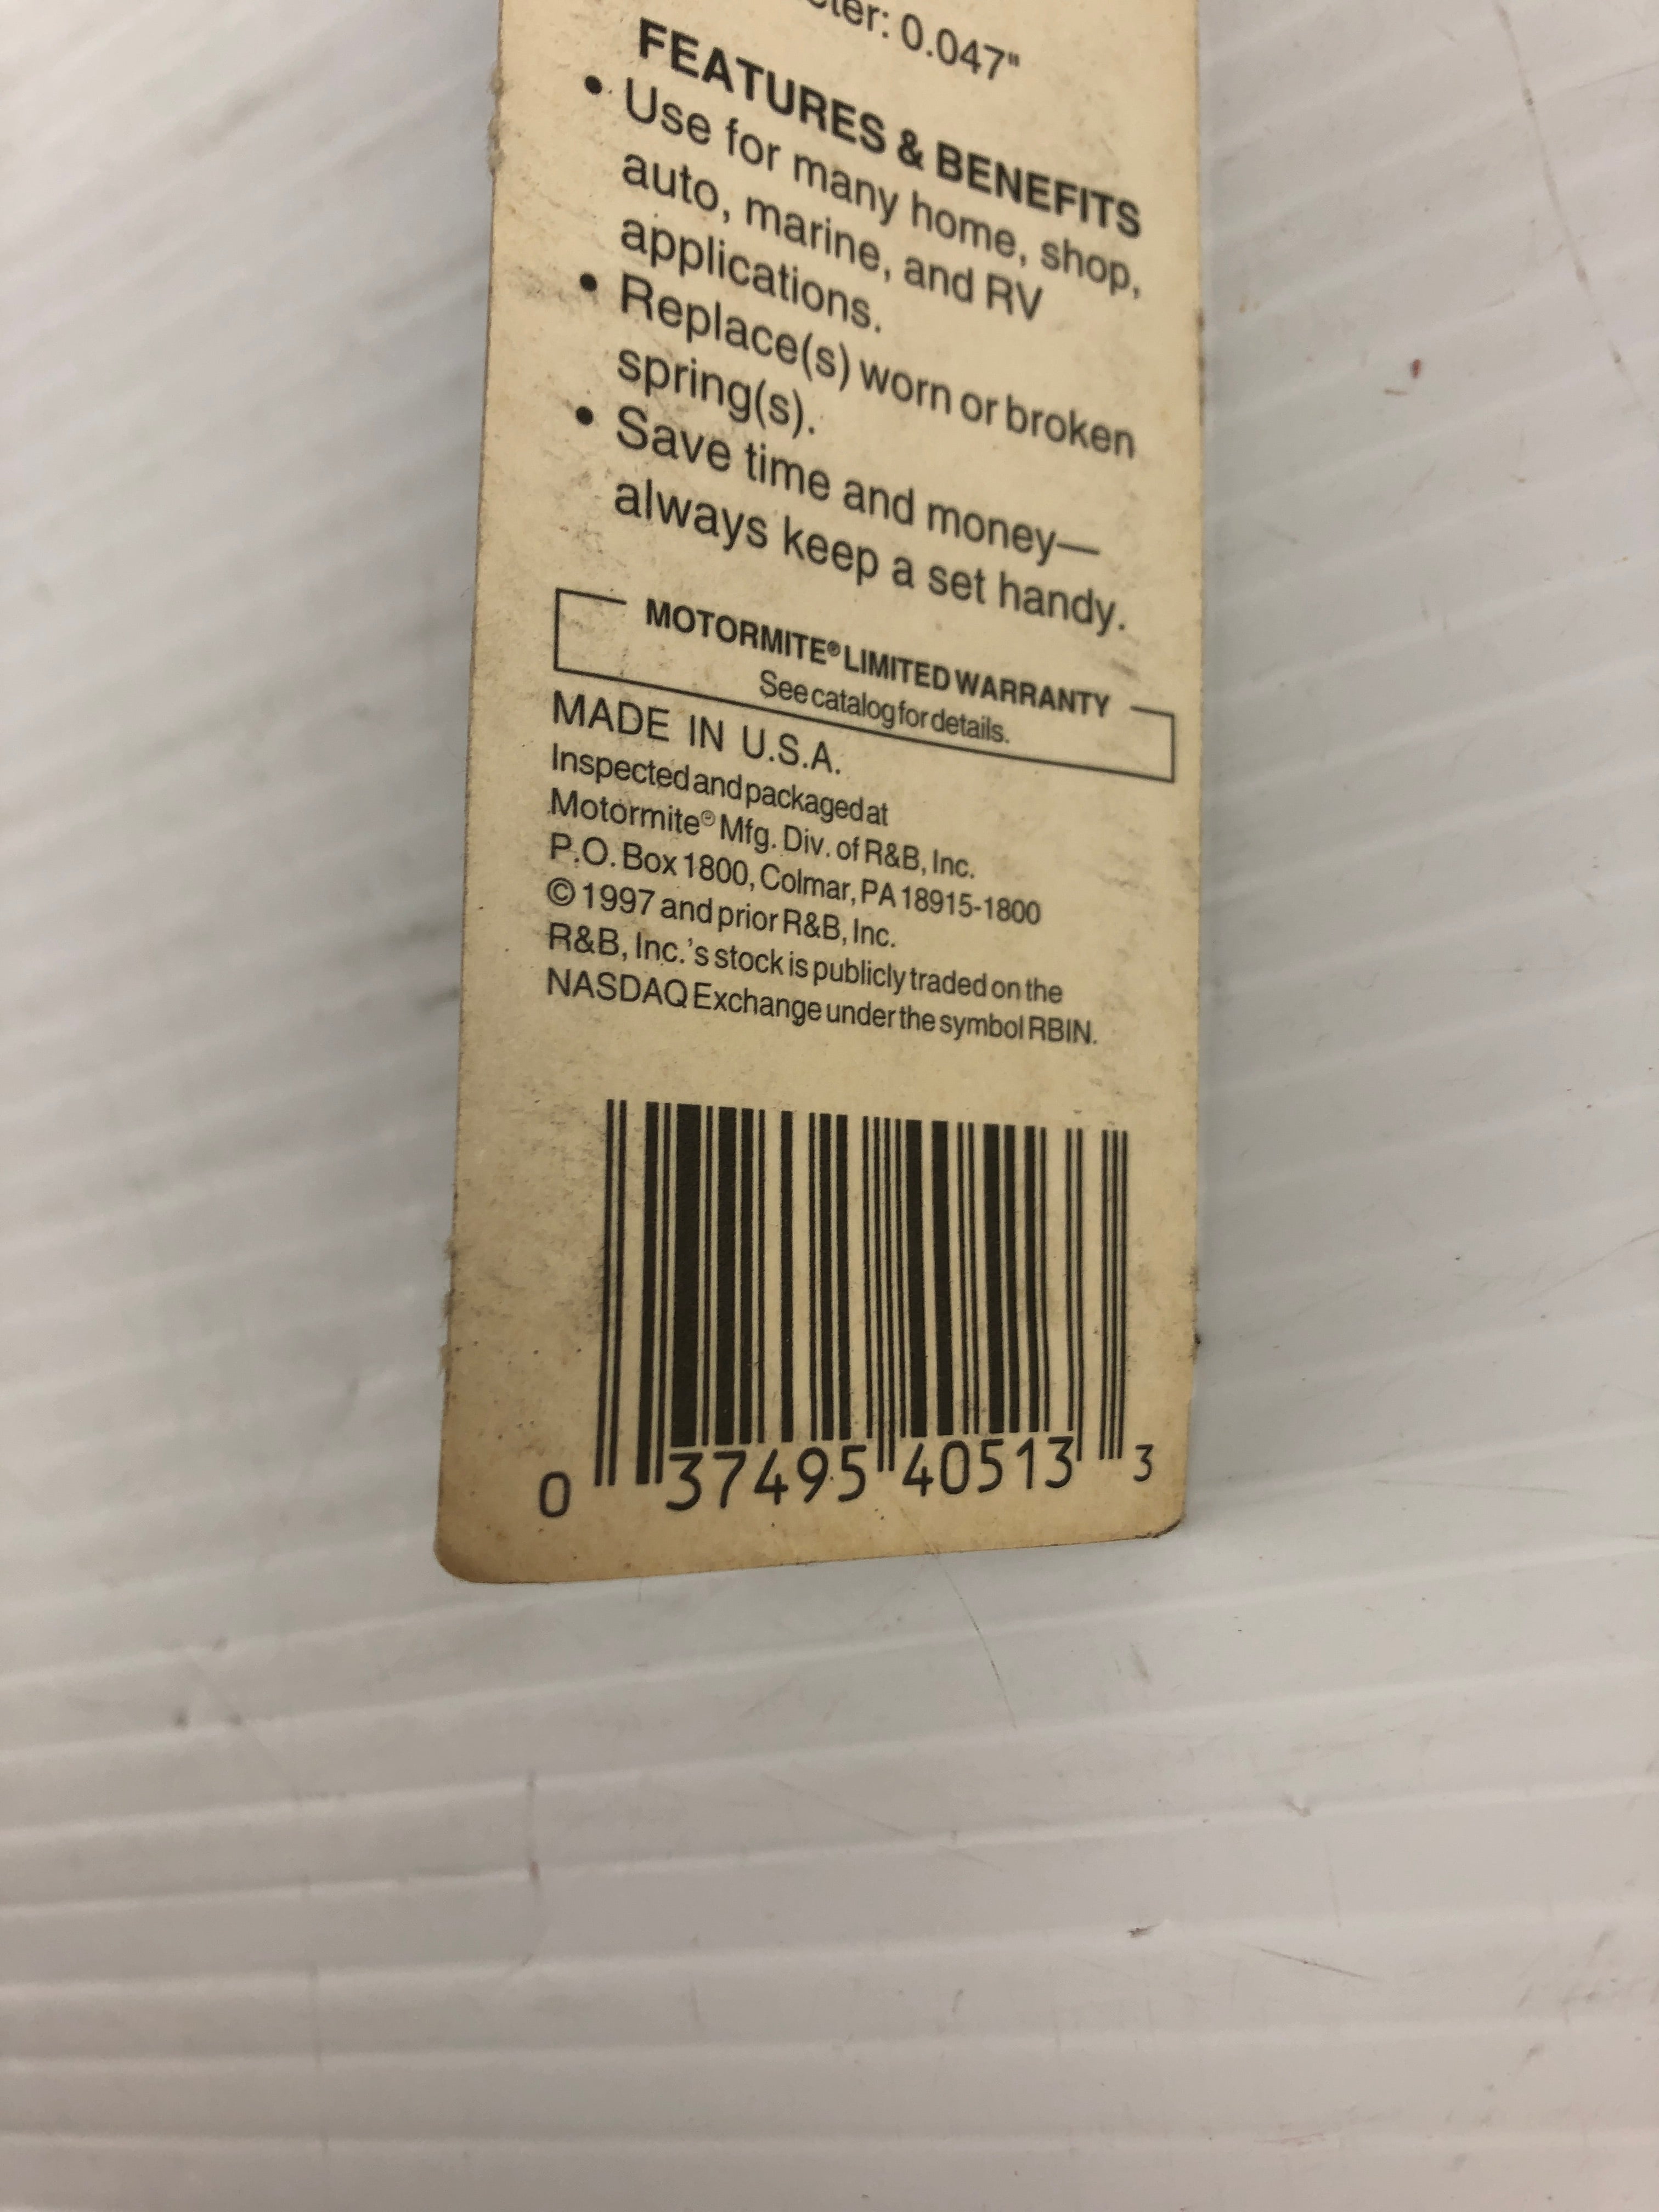 0.047"
FEATURES & BENEFITS
• Use for many home, shop,
auto, marine, and RV
applications.
• Replace(s) worn or broken
spring(s).
• Save time and money—
always keep a set handy.
MOTORMITE® LIMITED WARRANTY
See catalog for details.
MADE IN U.S.A.
Inspected and packaged at
Motormite® Mfg. Div. of R&B, Inc.
P.O. Box 1800, Colmar, PA 18915-1800
© 1997 and prior R&B, Inc.
R&B, Inc.'s stock is publicly traded on the
NASDAQ Exchange under the symbol RBIN.
0 37495 40513 3